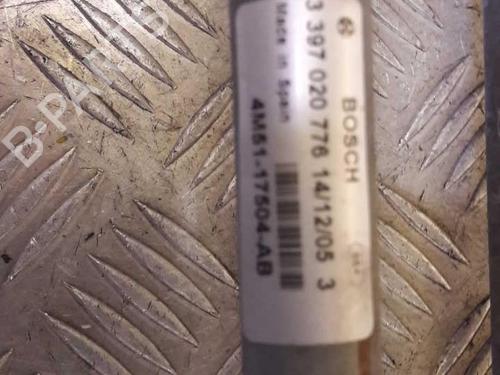 BOSCH
3 397 020 776 14/12/05 3
Made in Spain
4M51-17504-AB
B-PARTS